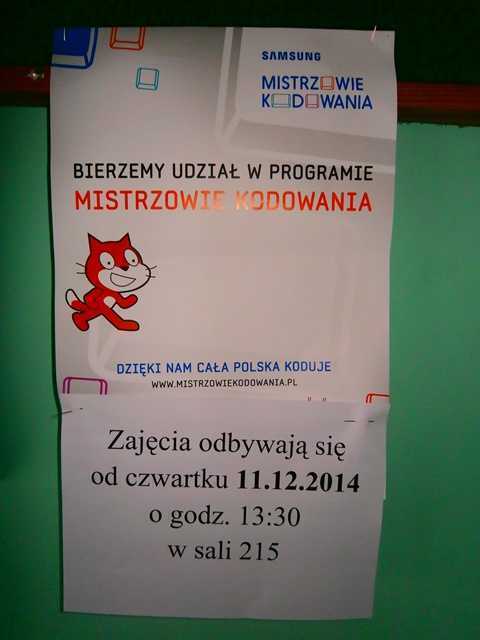 SAMSUNG
MISTRZOWIE
KODOWANIA
BIERZEMY UDZIAŁ W PROGRAMIE
MISTRZOWIE KODOWANIA
DZIĘKI NAM CAŁA POLSKA KODUJE
WWW.MISTRZOWIEKODOWANIA.PL
Zajęcia odbywają się
od czwartku 11.12.2014
o godz. 13:30
w sali 215